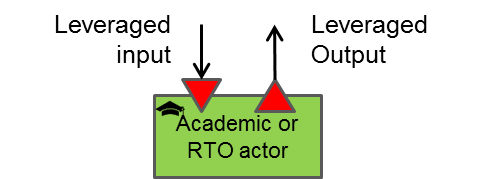 Leveraged
input
Leveraged
Output
Academic or
RTO actor